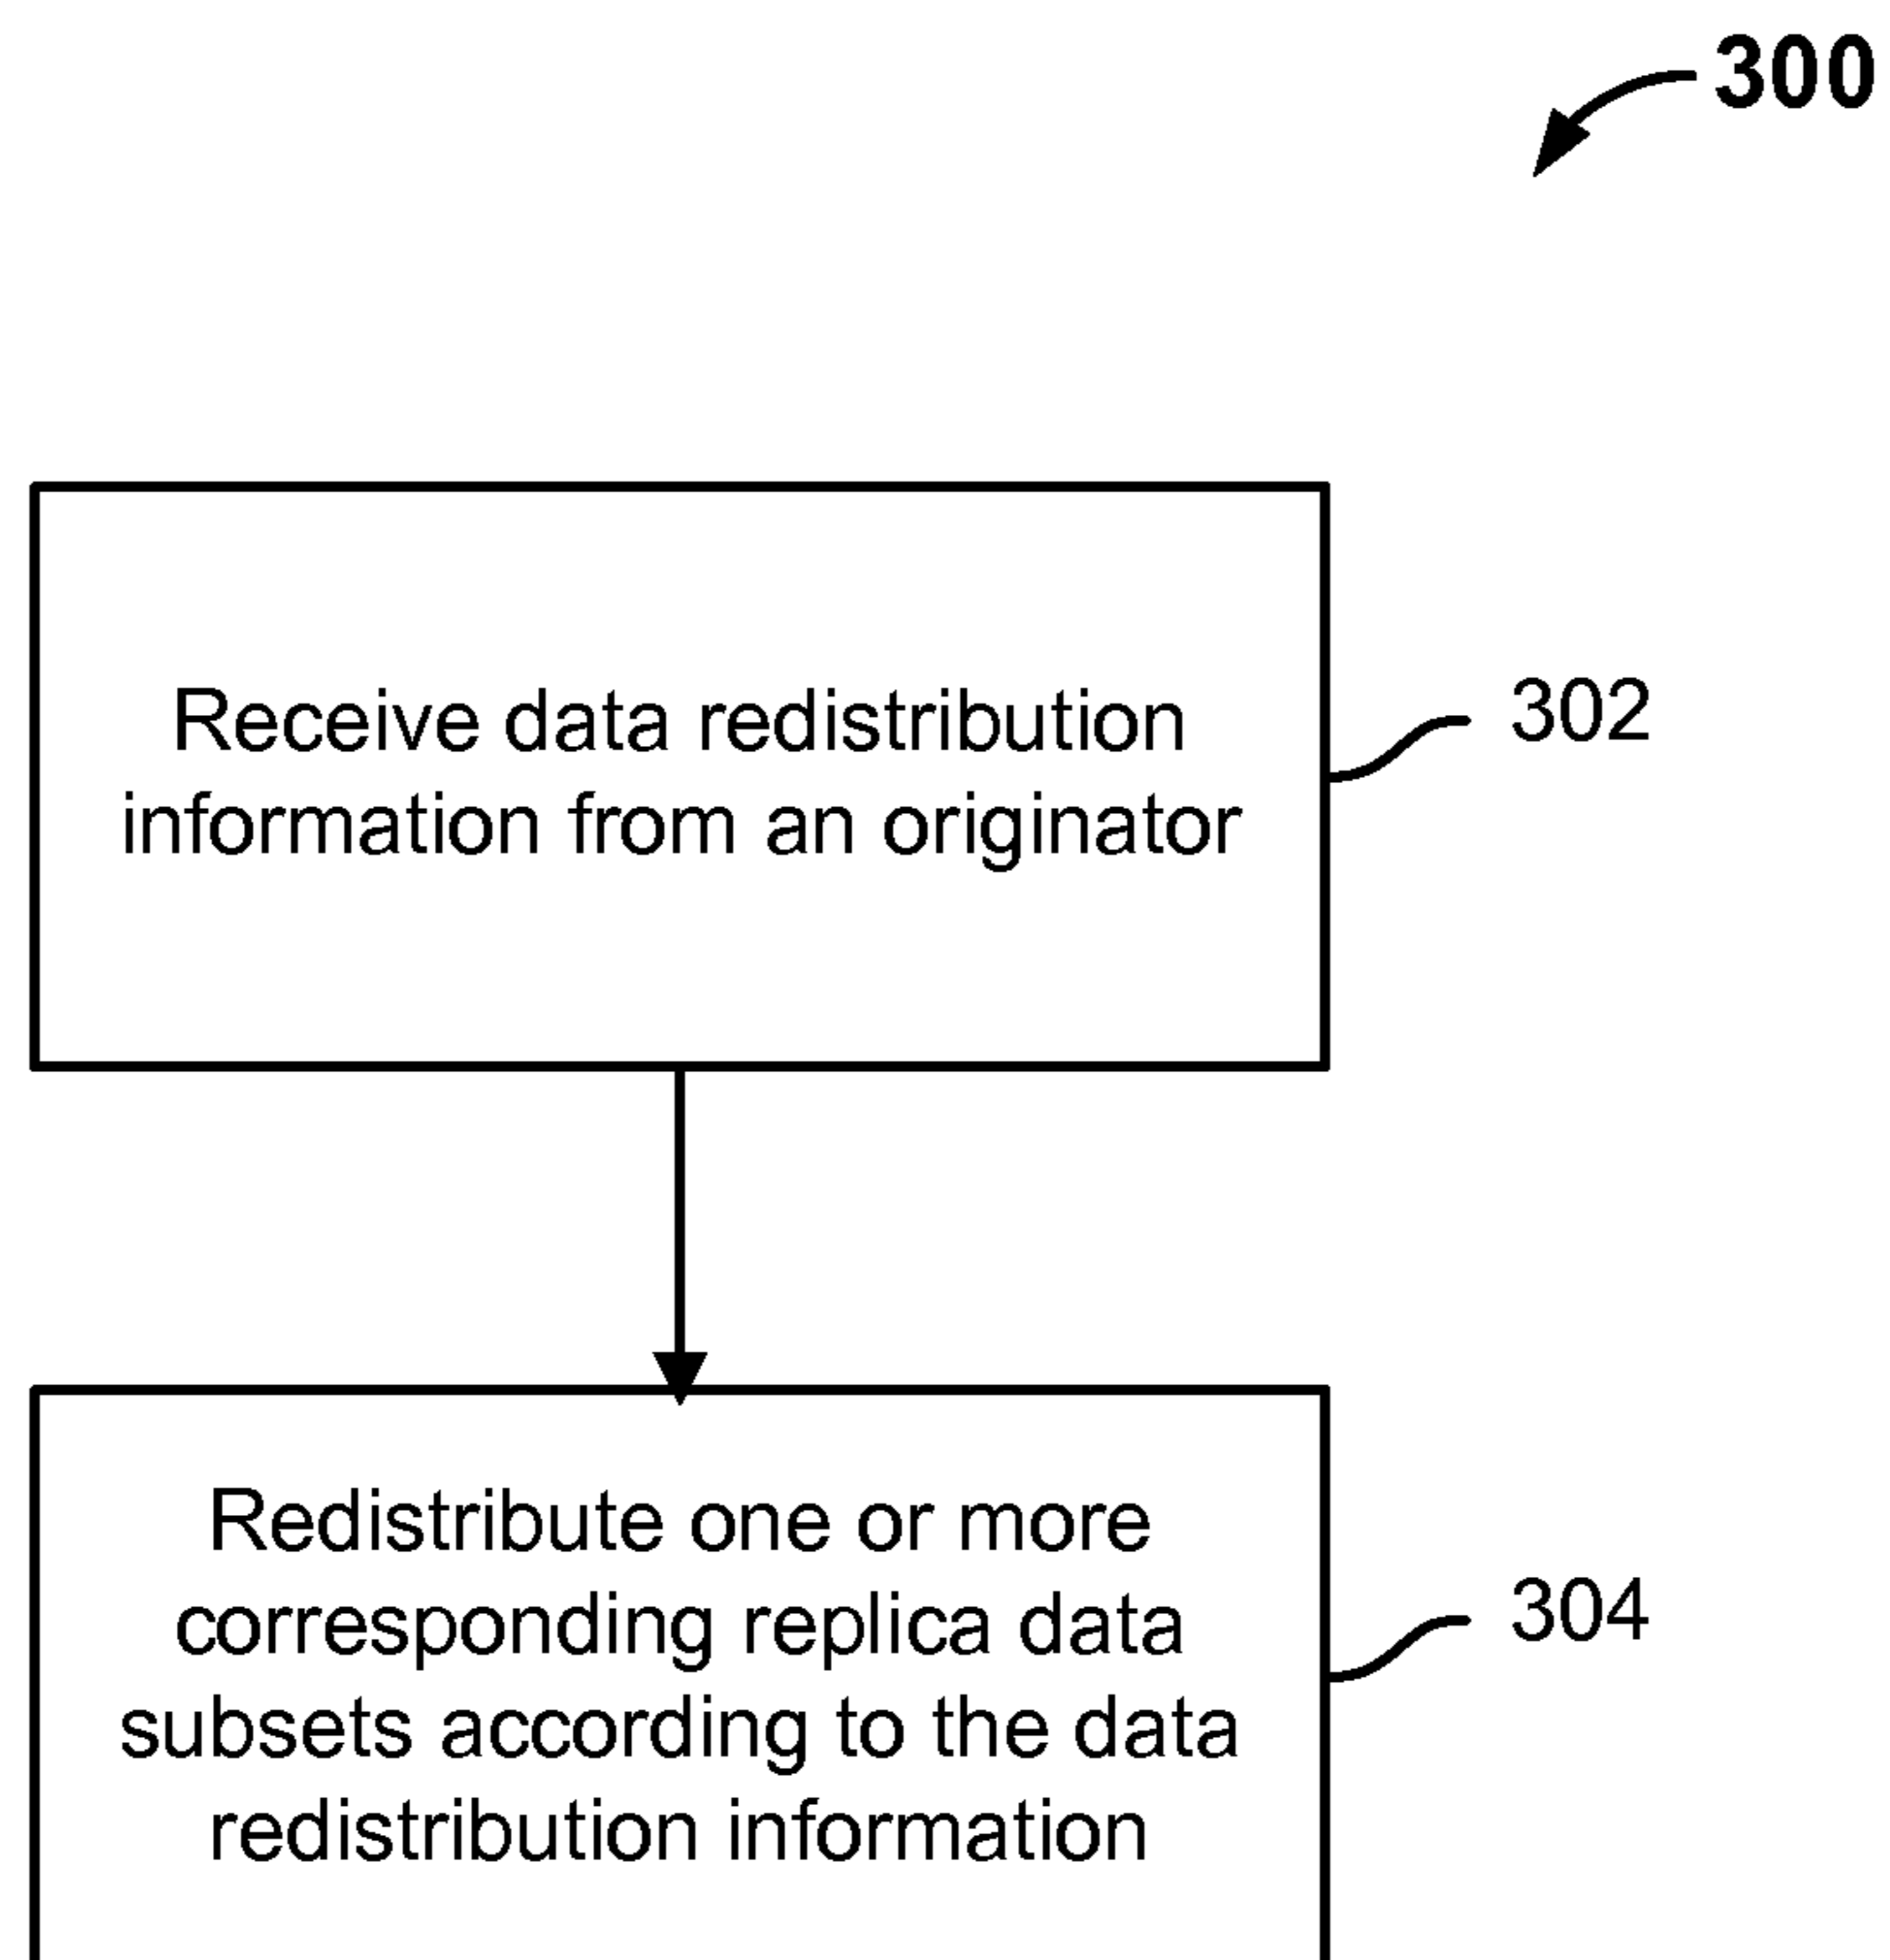 300
Receive data redistribution
information from an originator
302
Redistribute one or more
corresponding replica data
subsets according to the data
redistribution information
304